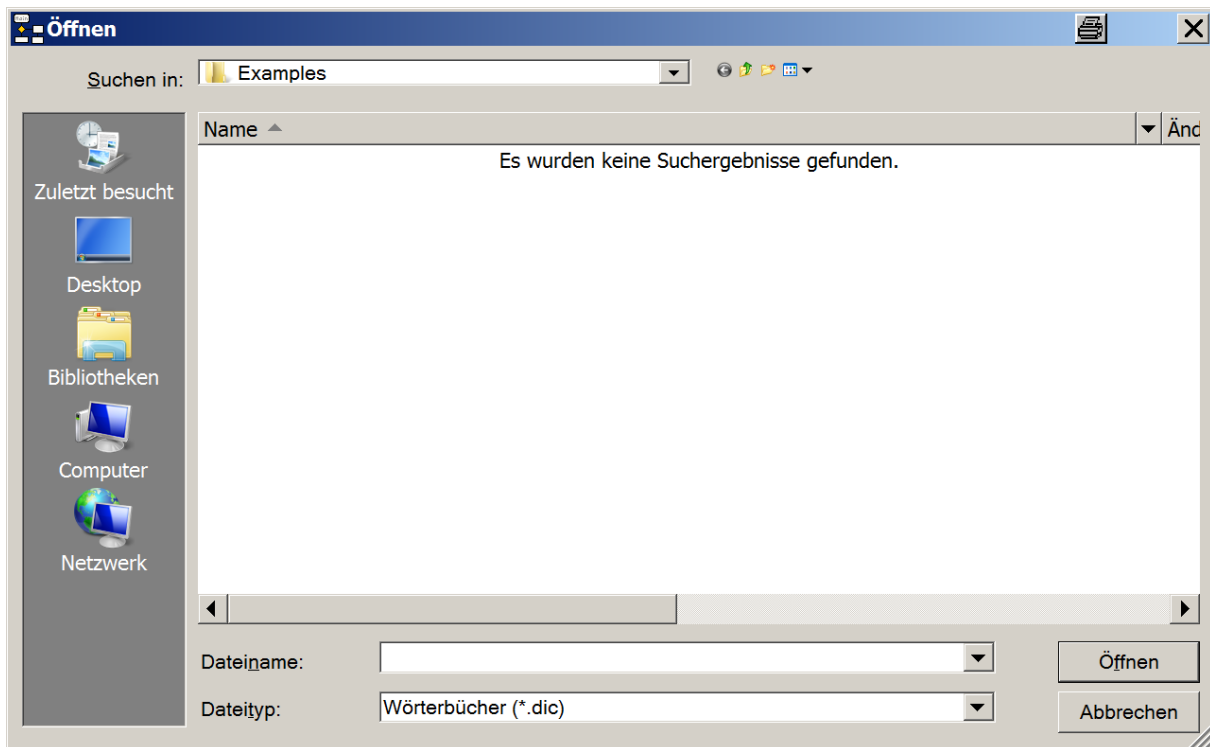 Öffnen
Suchen in:
Examples
Name
Änd
Es wurden keine Suchergebnisse gefunden.
Zuletzt besucht
Desktop
Bibliotheken
Computer
Netzwerk
Dateiname:
Öffnen
Dateityp:
Wörterbücher (*.dic)
Abbrechen